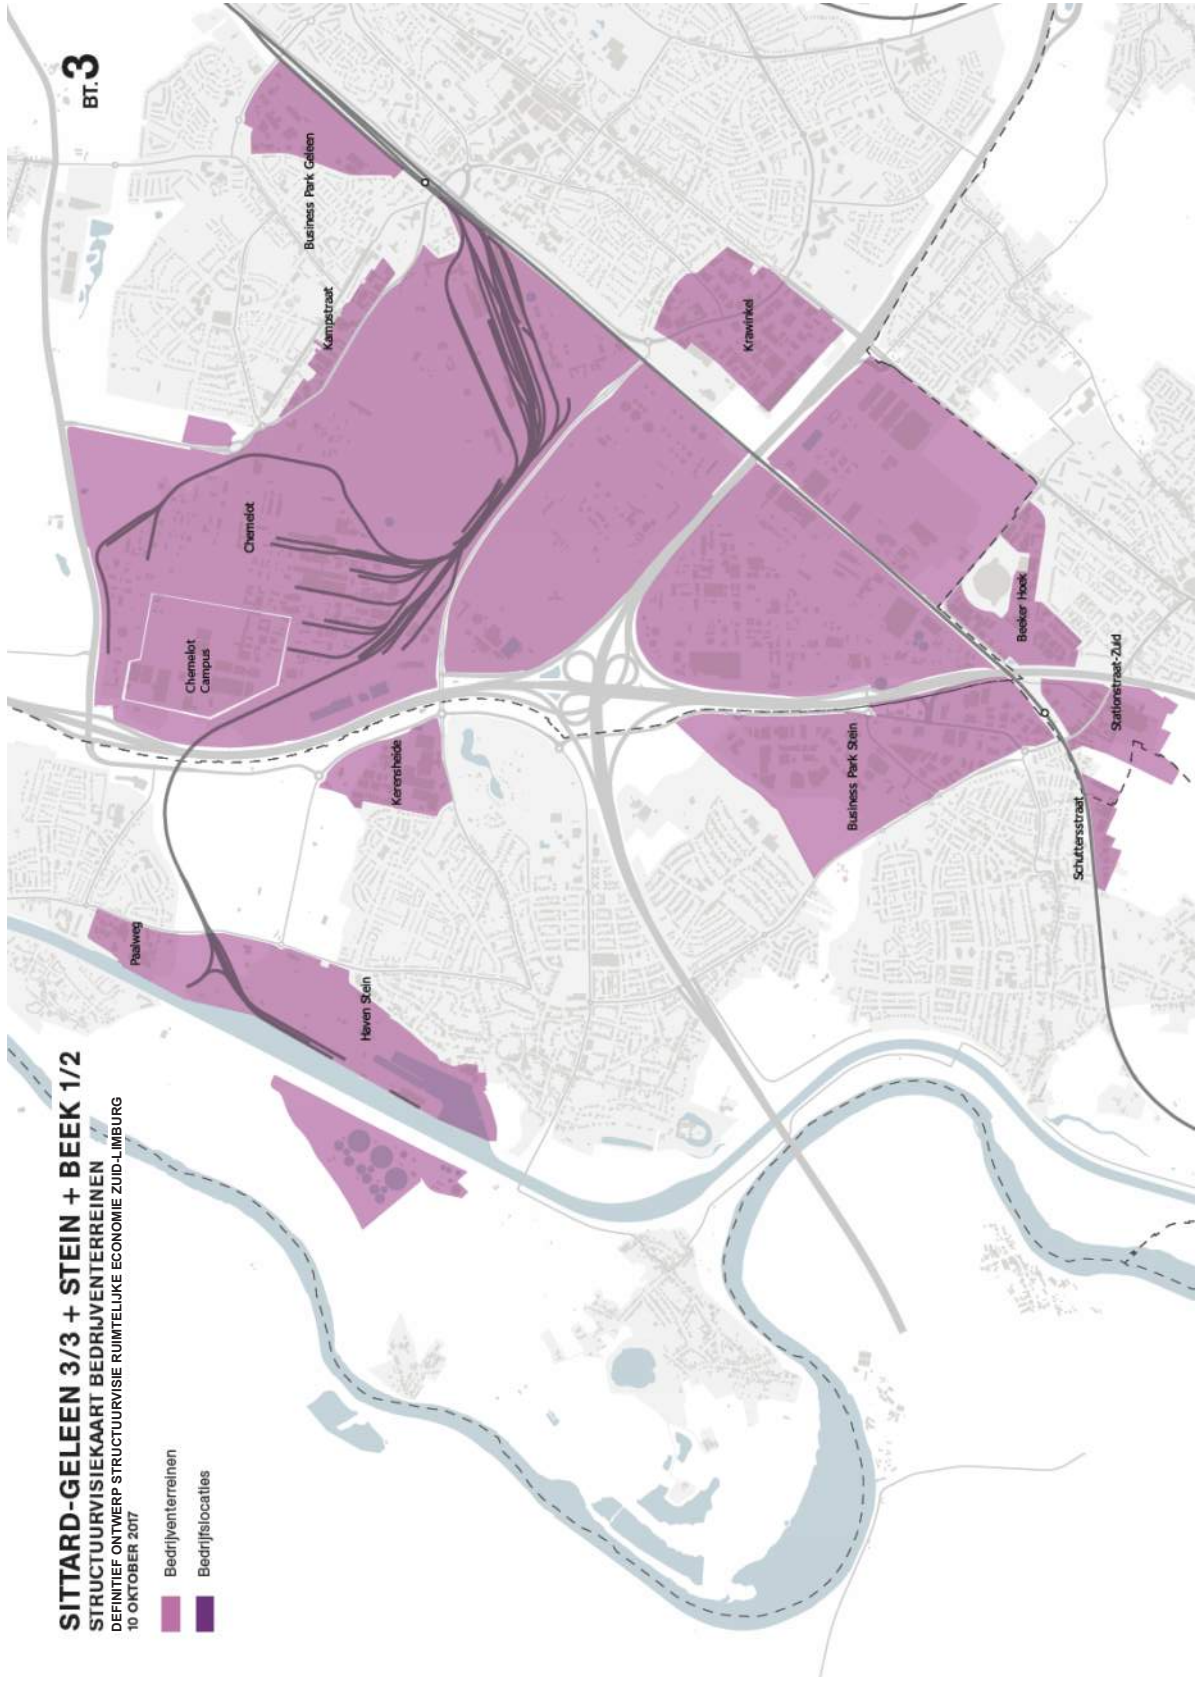 SITTARD-GELEEN 3/3 + STEIN + BEEK 1/2
STRUCTUURVISIEKAART BEDRIJVENTERREINEN
DEFINITIEF ONTWERP STRUCTUURVISIE RUIMTELIJKE ECONOMIE ZUID-LIMBURG
10 OKTOBER 2017
Bedrijventerreinen
Bedrijfslocaties
BT.3
Paalweg
Haven Stein
Kerensheide
Chemelot
Campus
Chemelot
Kampstraat
Business Park Geleen
Krawinkel
Business Park Stein
Beeker Hoek
Stationstraat-Zuid
Schuttersstraat